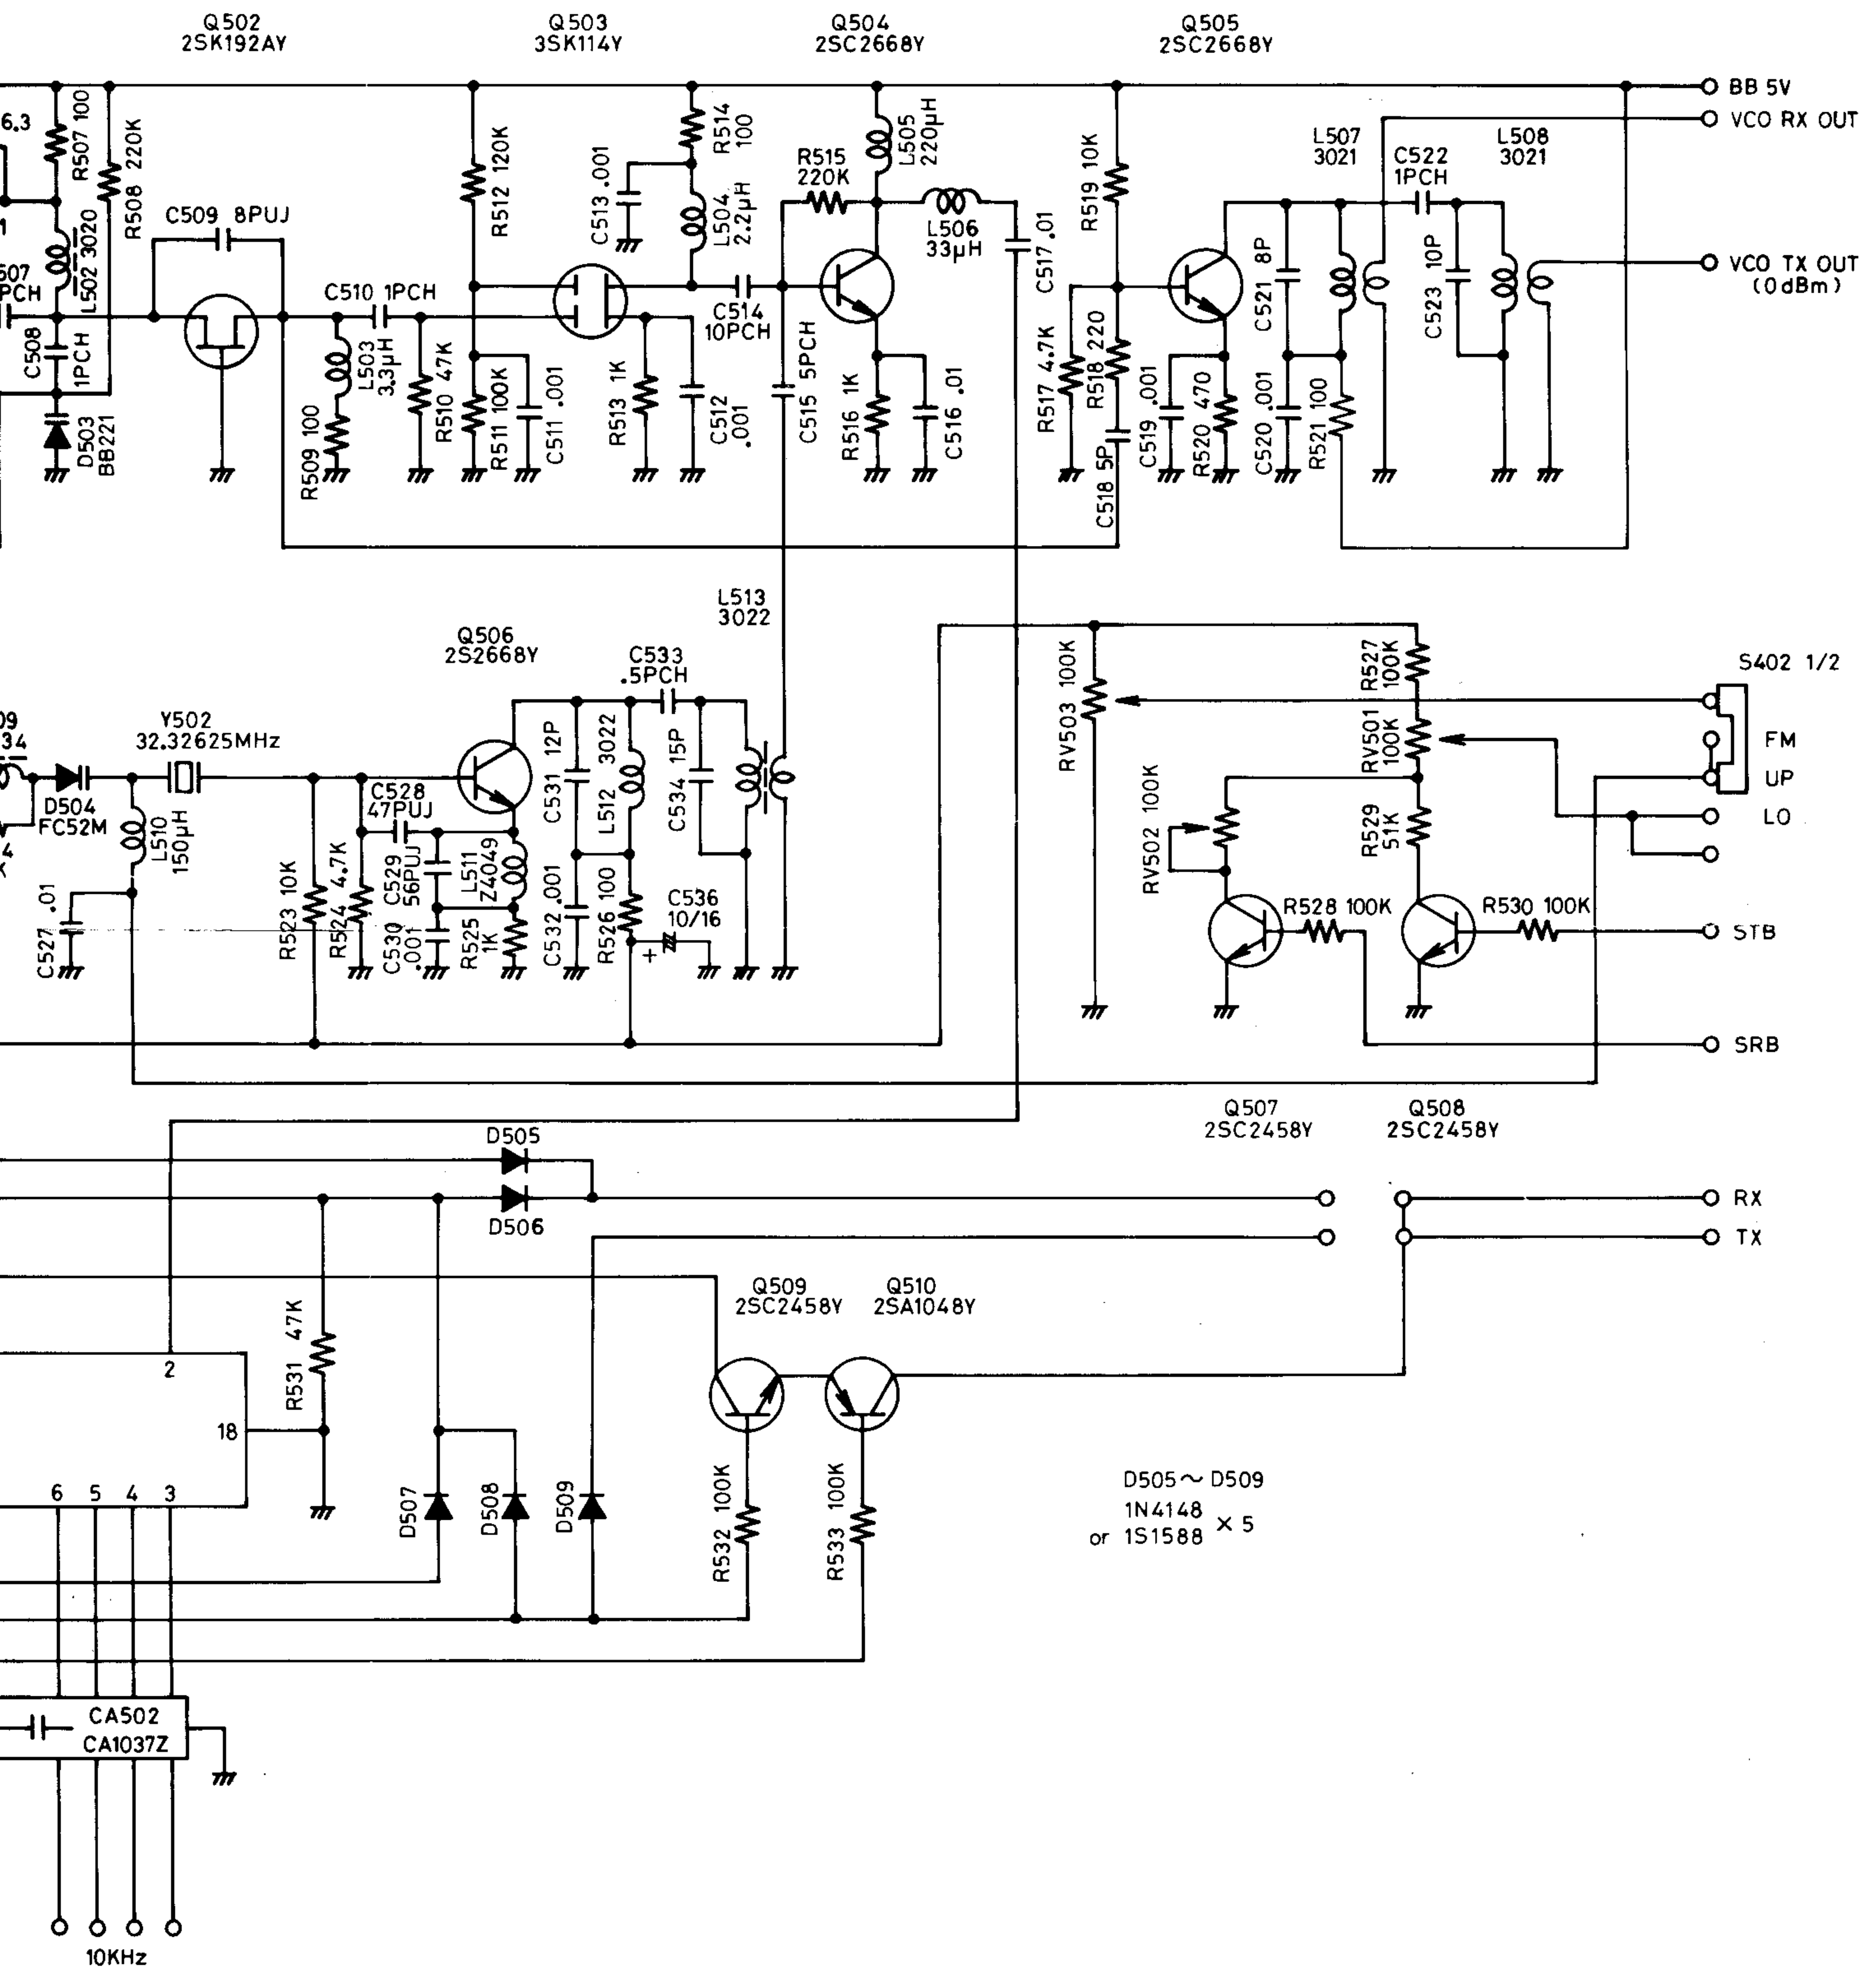 Q502
2SK192AY
Q503
3SK114Y
Q504
2SC2668Y
Q505
2SC2668Y
BB 5V
VCO RX OUT
VCO TX OUT
(0dBm)
6.3
R507 100
R508 220K
L502 3020
C509 8PUJ
507
PCH
C508
1PCH
D503
BB221
R512 120K
C510 1PCH
L503
3.3μH
R509 100
R510 47K
R511 100K
C511 .001
C513 .001
R514
100
L504
2.2μH
R513 1K
C512
.001
C514
10PCH
C515 5PCH
R515
220K
L505
220μH
L506
33μH
R516 1K
C516 .01
C517 .01
R519 10K
R517 4.7K
R518 220
C518 5P
C519 .001
R520 470
C521 8P
C520 .001
R521 100
L507
3021
C522
1PCH
L508
3021
C523 10P
L513
3022
Q506
2S2668Y
C533
.5PCH
09
34
Y502
32.32625MHz
D504
FC52M
L510
150μH
C527 .01
R523 10K
R524 4.7K
C528
47PUJ
C529
56PUJ
C530
.001
L511
Z4049
R525
1K
C531 12P
C532 .001
L512 3022
R526 100
C534 15P
C536
10/16
+
RV503 100K
RV502 100K
R527
100K
RV501
100K
R529
51K
R528 100K
R530 100K
S402 1/2
FM
UP
LO
STB
SRB
Q507
2SC2458Y
Q508
2SC2458Y
D505
D506
RX
TX
Q509
2SC2458Y
Q510
2SA1048Y
R531 47K
2
18
6 5 4 3
D507
D508
D509
R532 100K
R533 100K
D505～D509
1N4148
or 1S1588 ×5
CA502
CA1037Z
10KHz